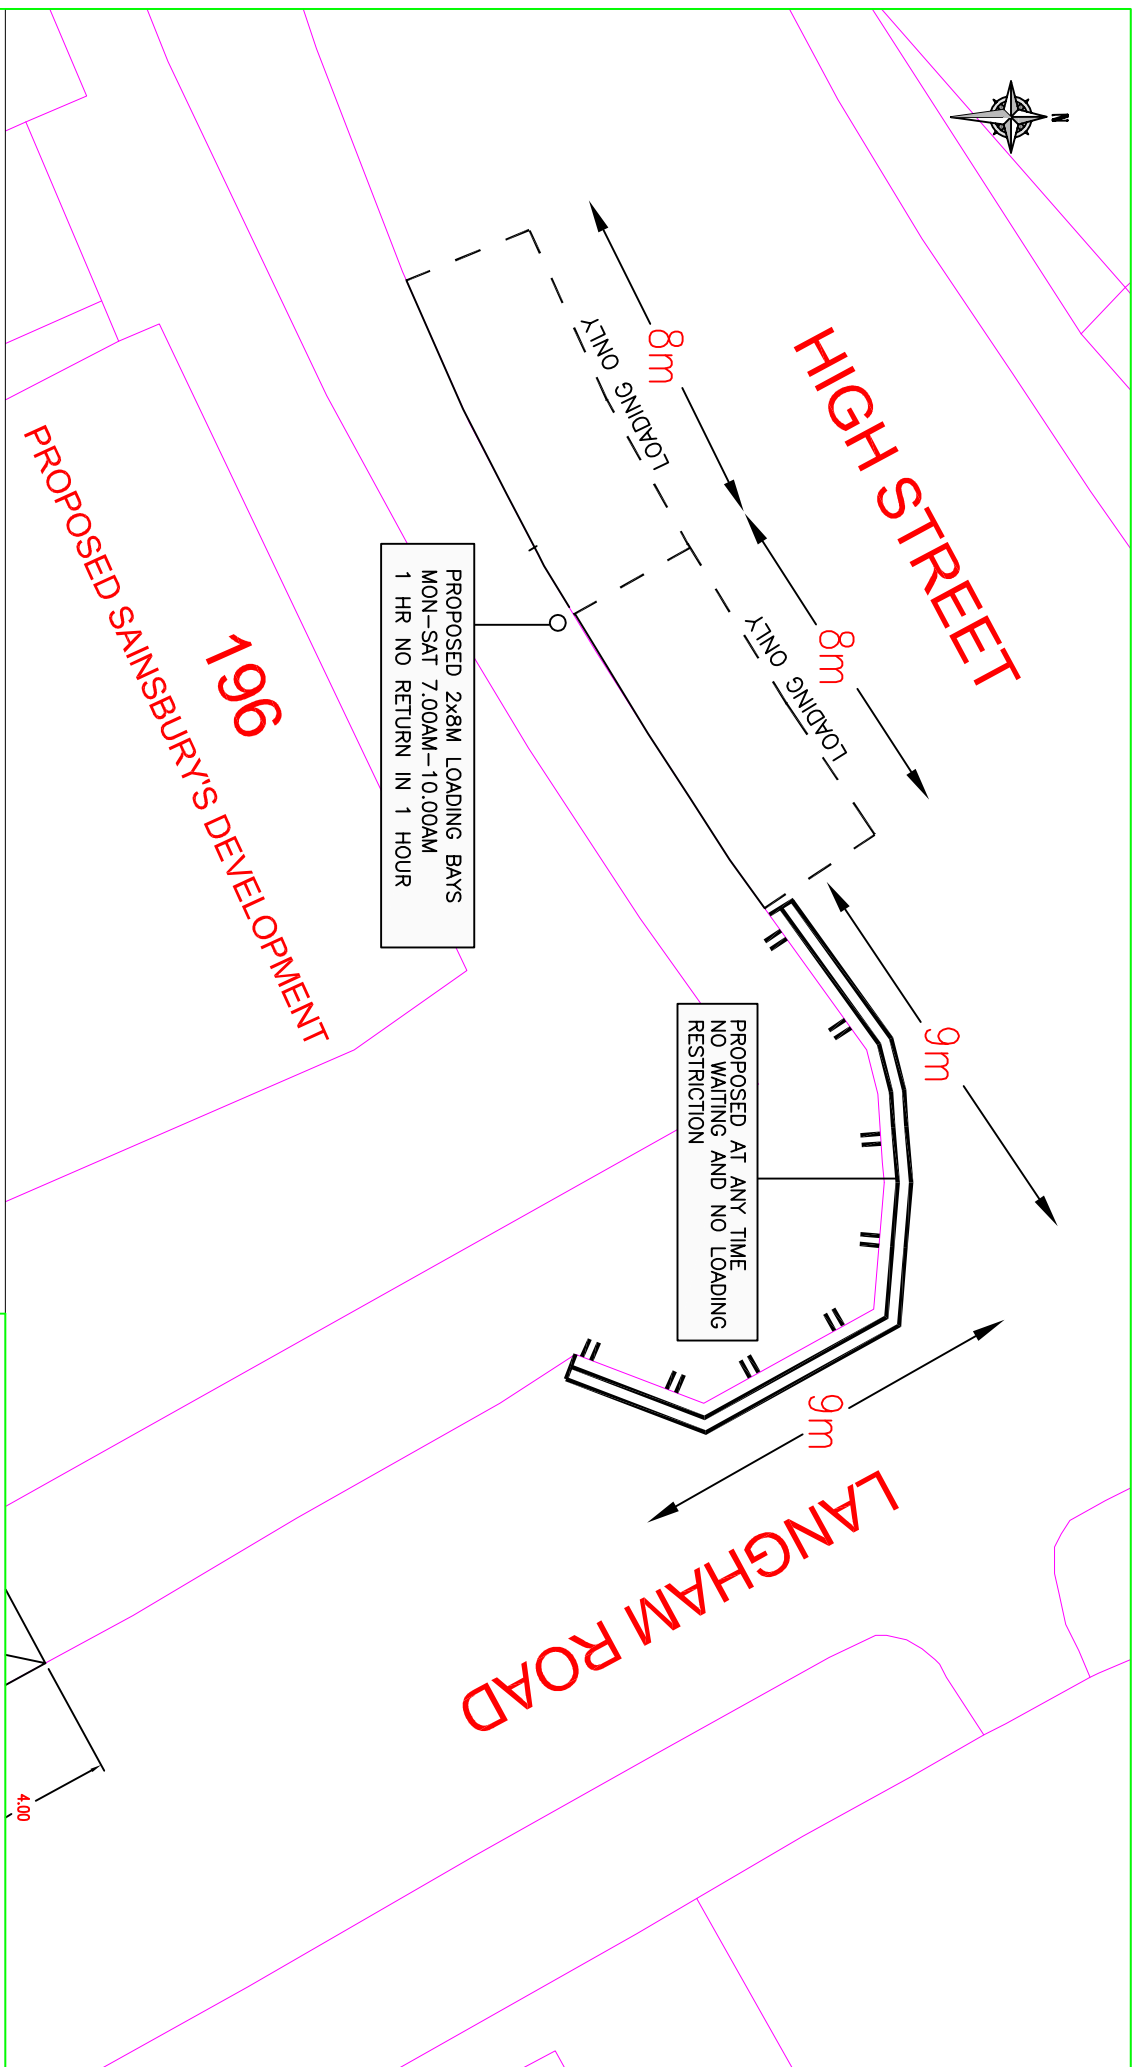 N
HIGH STREET
8m
8m
LOADING ONLY
LOADING ONLY
9m
PROPOSED 2x8M LOADING BAYS
MON-SAT 7.00AM-10.00AM
1 HR NO RETURN IN 1 HOUR
196
PROPOSED SAINSBURY'S DEVELOPMENT
PROPOSED AT ANY TIME
NO WAITING AND NO LOADING
RESTRICTION
9m
LANGHAM ROAD
4.00